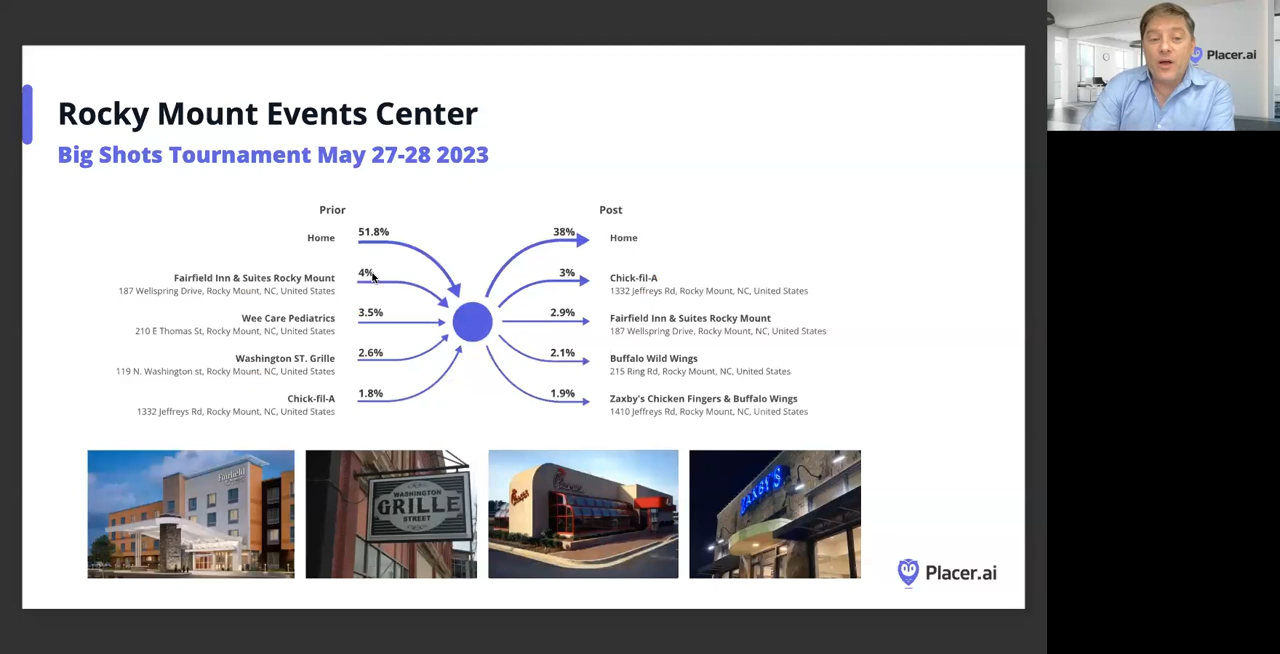 Placer.ai
Rocky Mount Events Center
Big Shots Tournament May 27-28 2023
Prior
Post
Home
51.8%
38%
Home
Fairfield Inn & Suites Rocky Mount
187 Wellspring Drive, Rocky Mount, NC, United States
4%
3%
Chick-fil-A
1332 Jeffreys Rd, Rocky Mount, NC, United States
Wee Care Pediatrics
210 E Thomas St, Rocky Mount, NC, United States
3.5%
2.9%
Fairfield Inn & Suites Rocky Mount
187 Wellspring Drive, Rocky Mount, NC, United States
Washington ST. Grille
119 N. Washington st, Rocky Mount, NC, United States
2.6%
2.1%
Buffalo Wild Wings
215 Ring Rd, Rocky Mount, NC, United States
Chick-fil-A
1332 Jeffreys Rd, Rocky Mount, NC, United States
1.8%
1.9%
Zaxby's Chicken Fingers & Buffalo Wings
1410 Jeffreys Rd, Rocky Mount, NC, United States
Fairfield
WASHINGTON
GRILLE
STREET
ZAXBY'S
Placer.ai